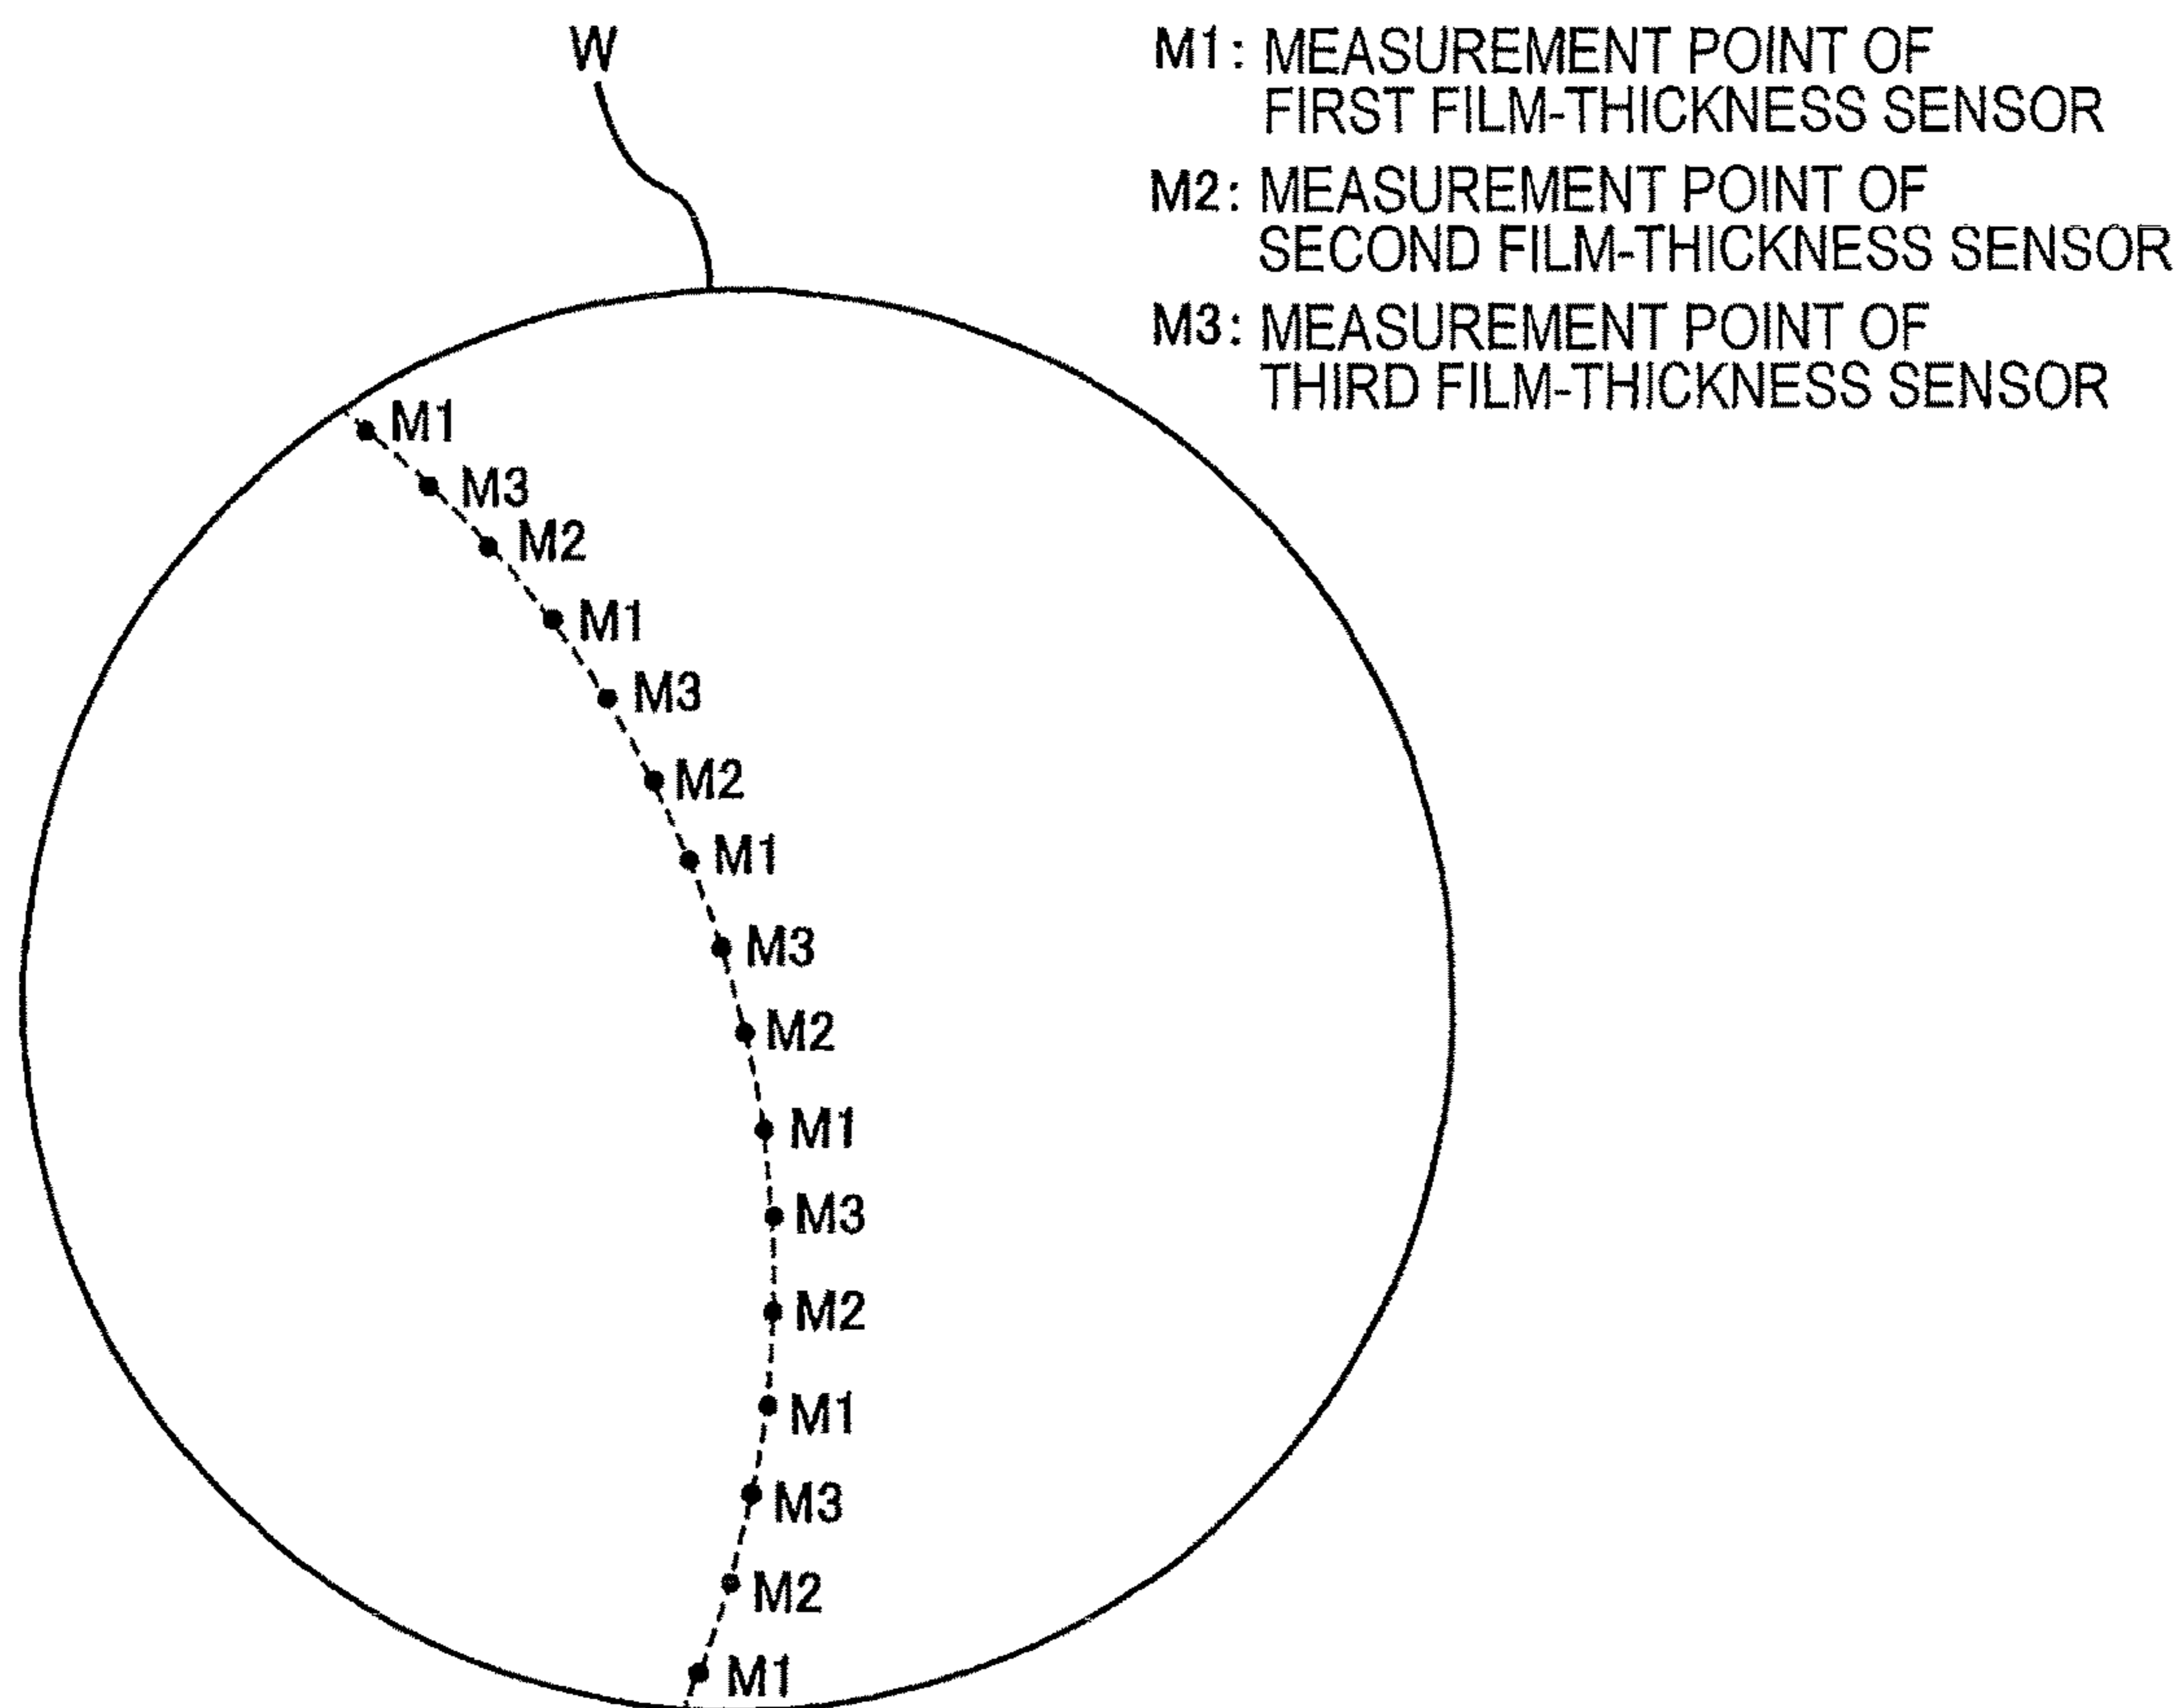 W
M1: MEASUREMENT POINT OF
FIRST FILM-THICKNESS SENSOR
M2: MEASUREMENT POINT OF
SECOND FILM-THICKNESS SENSOR
M3: MEASUREMENT POINT OF
THIRD FILM-THICKNESS SENSOR
M1
M3
M2
M1
M3
M2
M1
M3
M2
M1
M3
M2
M1
M3
M2
M1